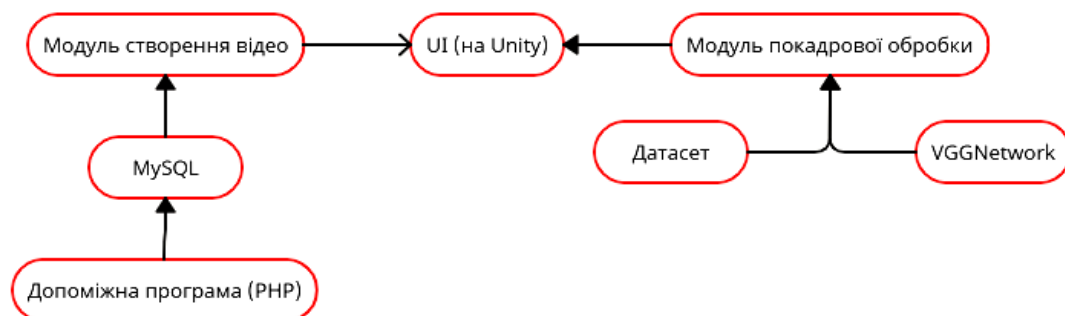 Модуль створення відео
UI (на Unity)
Модуль покадрової обробки
MySQL
Датасет
VGGNetwork
Допоміжна програма (PHP)